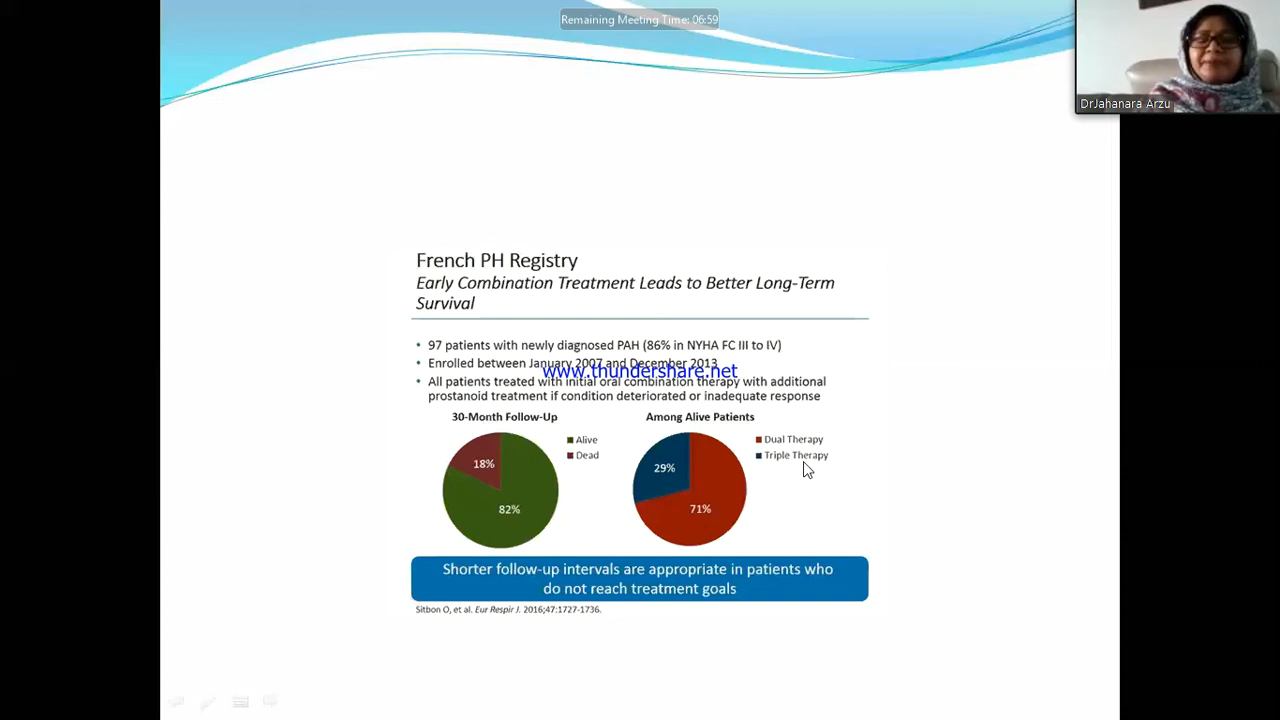 Remaining Meeting Time: 06:59
DrJahanara Arzu
French PH Registry
Early Combination Treatment Leads to Better Long-Term
Survival
• 97 patients with newly diagnosed PAH (86% in NYHA FC III to IV)
• Enrolled between January 2007 and December 2013
www.thundershare.net
• All patients treated with initial oral combination therapy with additional
prostanoid treatment if condition deteriorated or inadequate response
30-Month Follow-Up
Alive
Dead
18%
82%
Among Alive Patients
Dual Therapy
Triple Therapy
29%
71%
Shorter follow-up intervals are appropriate in patients who
do not reach treatment goals
Sitbon O, et al. Eur Respir J. 2016;47:1727-1736.